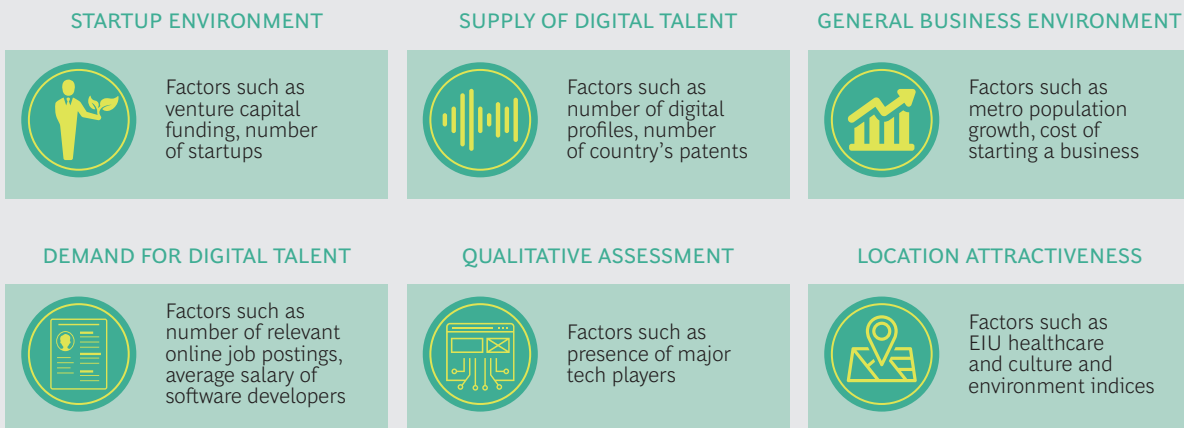 STARTUP ENVIRONMENT
Factors such as
venture capital
funding, number
of startups
SUPPLY OF DIGITAL TALENT
Factors such as
number of digital
profiles, number
of country’s patents
GENERAL BUSINESS ENVIRONMENT
Factors such as
metro population
growth, cost of
starting a business
DEMAND FOR DIGITAL TALENT
Factors such as
number of relevant
online job postings,
average salary of
software developers
QUALITATIVE ASSESSMENT
Factors such as
presence of major
tech players
LOCATION ATTRACTIVENESS
Factors such as
EIU healthcare
and culture and
environment indices